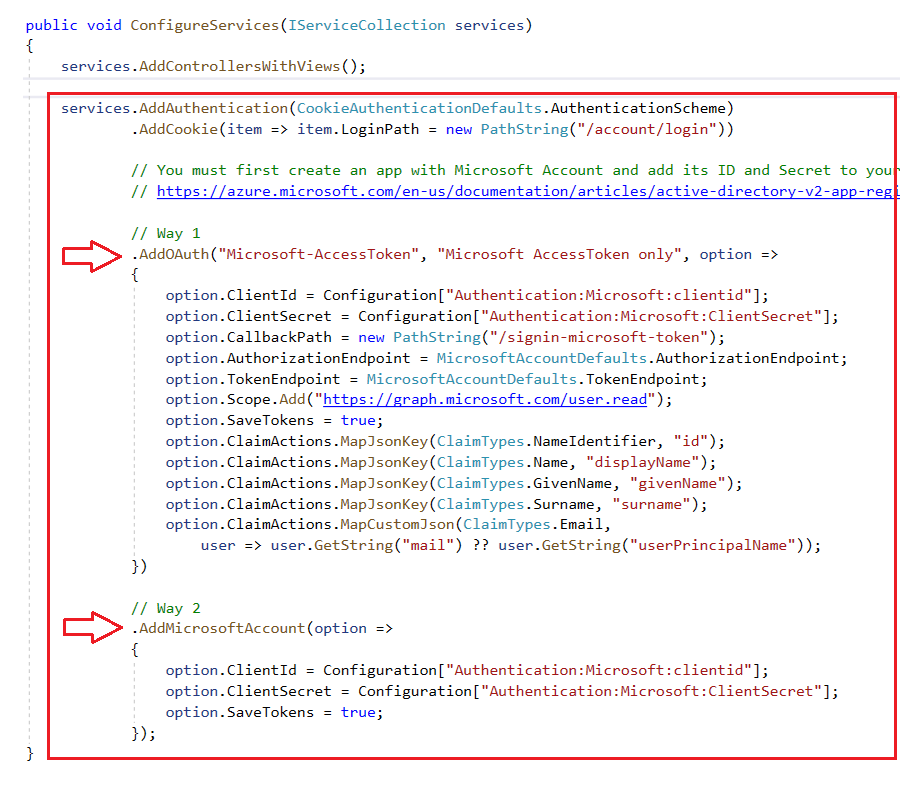 public void ConfigureServices(IServiceCollection services)
{
    services.AddControllersWithViews();
    services.AddAuthentication(CookieAuthenticationDefaults.AuthenticationScheme)
            .AddCookie(item => item.LoginPath = new PathString("/account/login"))
            // You must first create an app with Microsoft Account and add its ID and Secret to your
            // https://azure.microsoft.com/en-us/documentation/articles/active-directory-v2-app-regi
            // Way 1
            .AddOAuth("Microsoft-AccessToken", "Microsoft AccessToken only", option =>
            {
                option.ClientId = Configuration["Authentication:Microsoft:clientid"];
                option.ClientSecret = Configuration["Authentication:Microsoft:ClientSecret"];
                option.CallbackPath = new PathString("/signin-microsoft-token");
                option.AuthorizationEndpoint = MicrosoftAccountDefaults.AuthorizationEndpoint;
                option.TokenEndpoint = MicrosoftAccountDefaults.TokenEndpoint;
                option.Scope.Add("https://graph.microsoft.com/user.read");
                option.SaveTokens = true;
                option.ClaimActions.MapJsonKey(ClaimTypes.NameIdentifier, "id");
                option.ClaimActions.MapJsonKey(ClaimTypes.Name, "displayName");
                option.ClaimActions.MapJsonKey(ClaimTypes.GivenName, "givenName");
                option.ClaimActions.MapJsonKey(ClaimTypes.Surname, "surname");
                option.ClaimActions.MapCustomJson(ClaimTypes.Email,
                    user => user.GetString("mail") ?? user.GetString("userPrincipalName"));
            })
            // Way 2
            .AddMicrosoftAccount(option =>
            {
                option.ClientId = Configuration["Authentication:Microsoft:clientid"];
                option.ClientSecret = Configuration["Authentication:Microsoft:ClientSecret"];
                option.SaveTokens = true;
            });
}